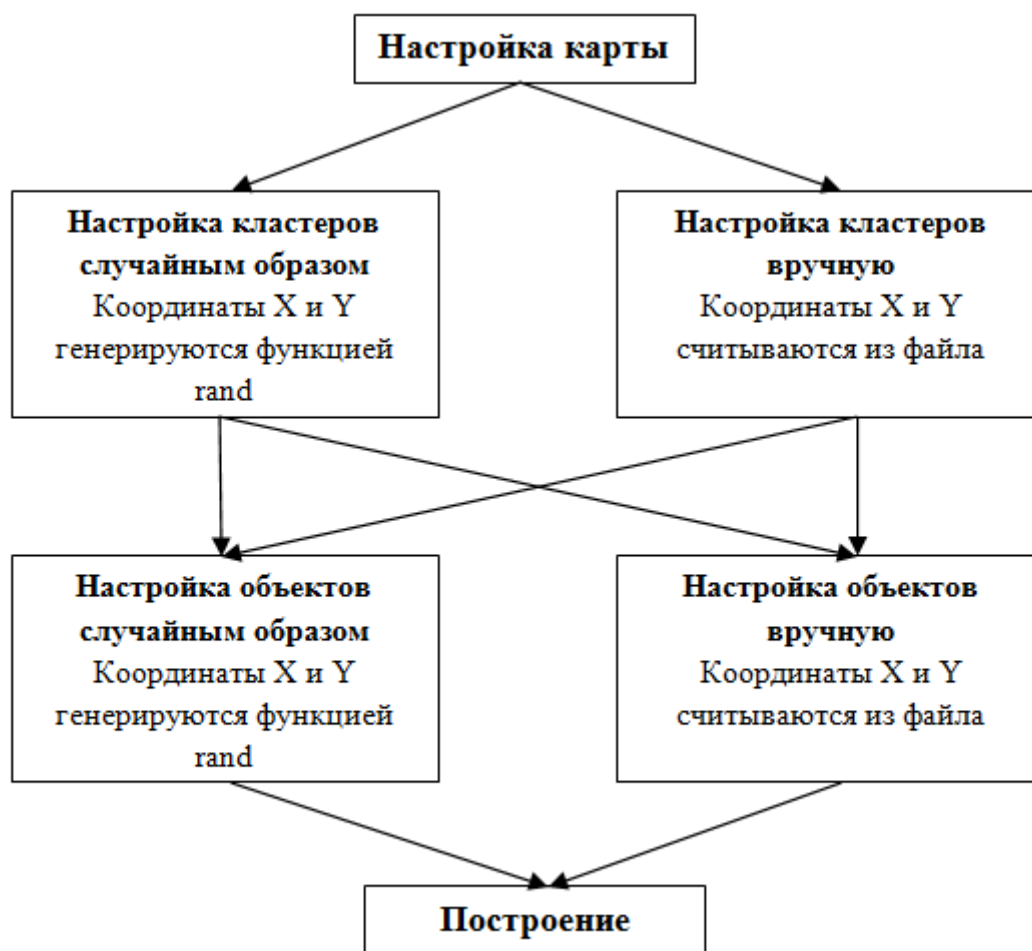 Настройка карты
Настройка кластеров
случайным образом
Координаты X и Y
генерируются функцией
rand
Настройка кластеров
вручную
Координаты X и Y
считываются из файла
Настройка объектов
случайным образом
Координаты X и Y
генерируются функцией
rand
Настройка объектов
вручную
Координаты X и Y
считываются из файла
Построение